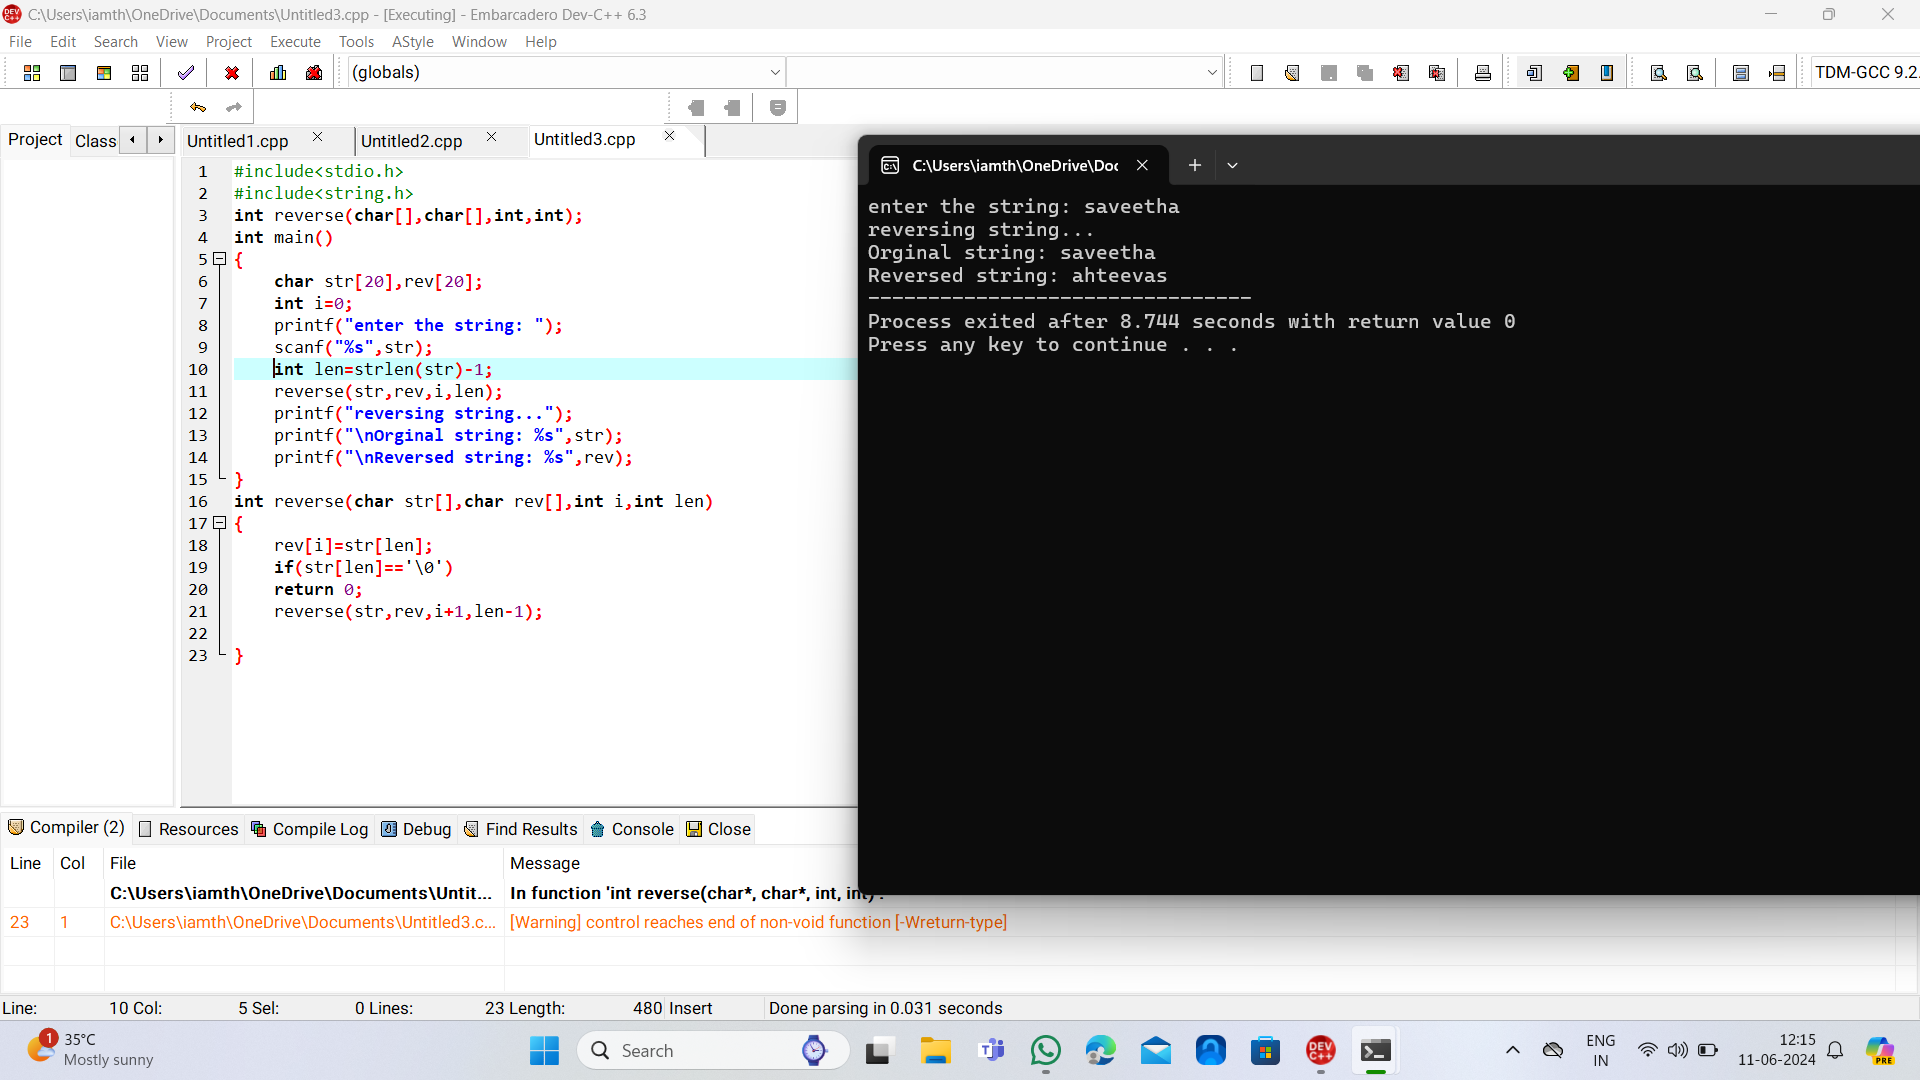 C:\Users\iamth\OneDrive\Documents\Untitled3.cpp - [Executing] - Embarcadero Dev-C++ 6.3
File Edit Search View Project Execute Tools AStyle Window Help
(globals)
TDM-GCC 9.2.
Project Class
Untitled1.cpp Untitled2.cpp Untitled3.cpp
1 #include<stdio.h>
2 #include<string.h>
3 int reverse(char[],char[],int,int);
4 int main()
5 {
6 char str[20],rev[20];
7 int i=0;
8 printf("enter the string: ");
9 scanf("%s",str);
10 int len=strlen(str)-1;
11 reverse(str,rev,i,len);
12 printf("reversing string...");
13 printf("\nOrginal string: %s",str);
14 printf("\nReversed string: %s",rev);
15 }
16 int reverse(char str[],char rev[],int i,int len)
17 {
18 rev[i]=str[len];
19 if(str[len]=='\0')
20 return 0;
21 reverse(str,rev,i+1,len-1);
22
23 }
C:\Users\iamth\OneDrive\Doc
enter the string: saveetha
reversing string...
Orginal string: saveetha
Reversed string: ahteevas
--------------------------------
Process exited after 8.744 seconds with return value 0
Press any key to continue . . .
Compiler (2) Resources Compile Log Debug Find Results Console Close
Line Col File Message
C:\Users\iamth\OneDrive\Documents\Untit... In function 'int reverse(char*, char*, int, int)':
23 1 C:\Users\iamth\OneDrive\Documents\Untitled3.c... [Warning] control reaches end of non-void function [-Wreturn-type]
Line: 10 Col: 5 Sel: 0 Lines: 23 Length: 480 Insert Done parsing in 0.031 seconds
1
35°C
Mostly sunny
Search
DEV C++
ENG
IN
12:15
11-06-2024
PRE